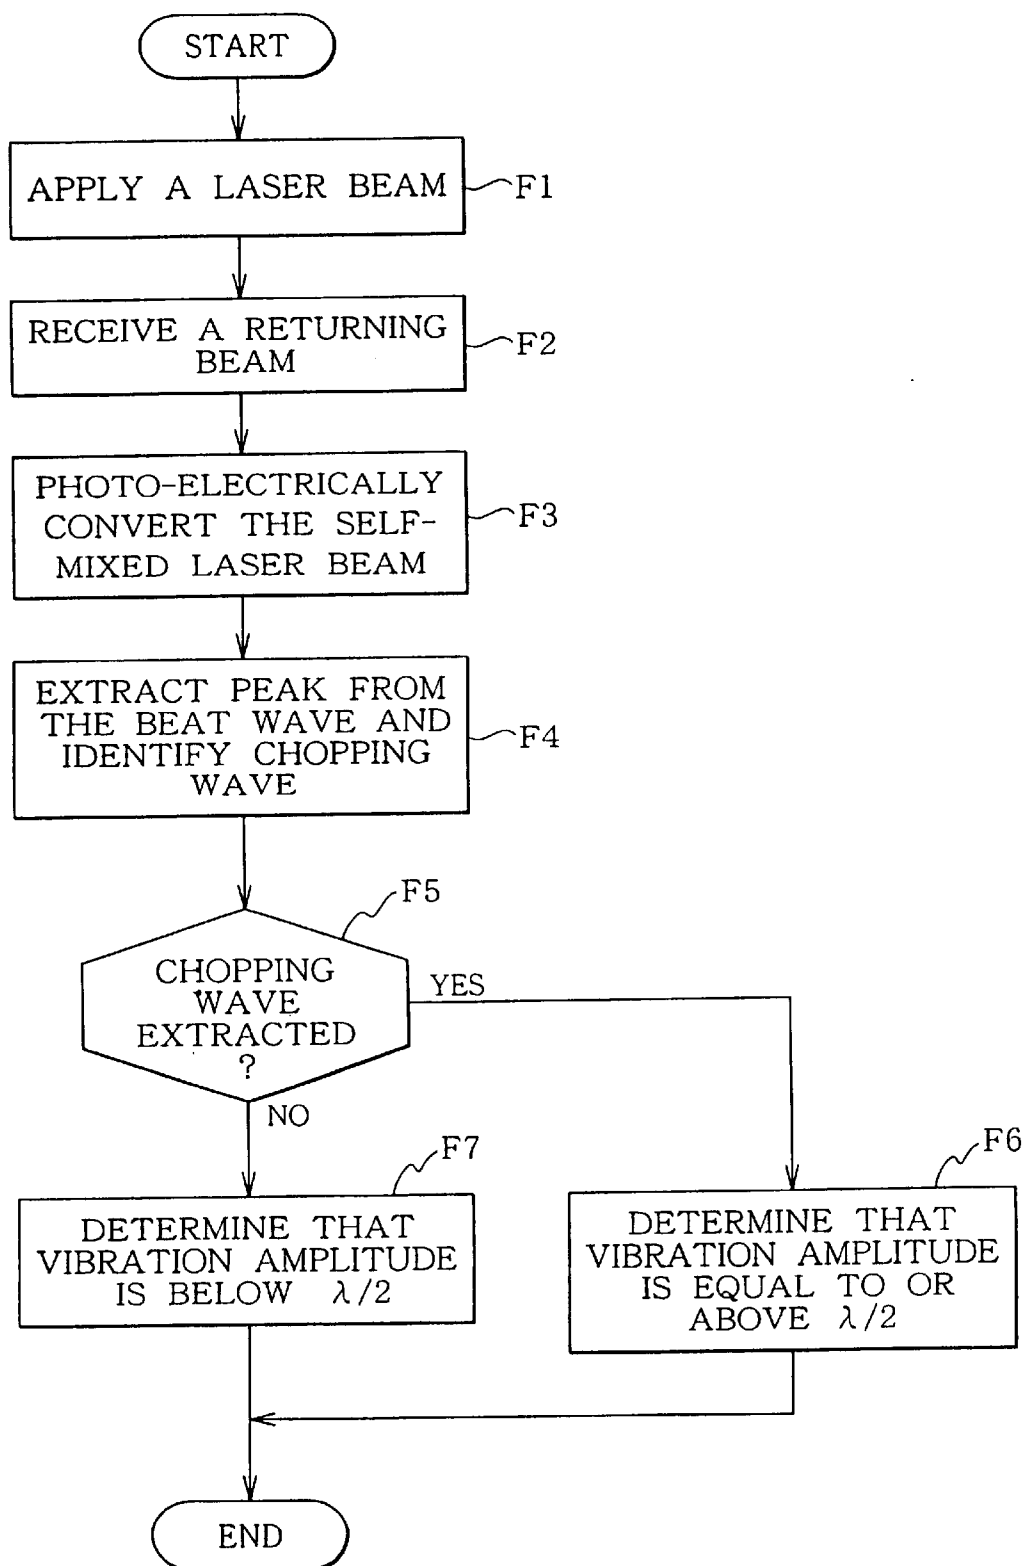 START
APPLY A LASER BEAM
F1
RECEIVE A RETURNING
BEAM
F2
PHOTO-ELECTRICALLY
CONVERT THE SELF-
MIXED LASER BEAM
F3
EXTRACT PEAK FROM
THE BEAT WAVE AND
IDENTIFY CHOPPING
WAVE
F4
F5
CHOPPING
WAVE
EXTRACTED
?
YES
NO
F7
DETERMINE THAT
VIBRATION AMPLITUDE
IS BELOW λ/2
F6
DETERMINE THAT
VIBRATION AMPLITUDE
IS EQUAL TO OR
ABOVE λ/2
END